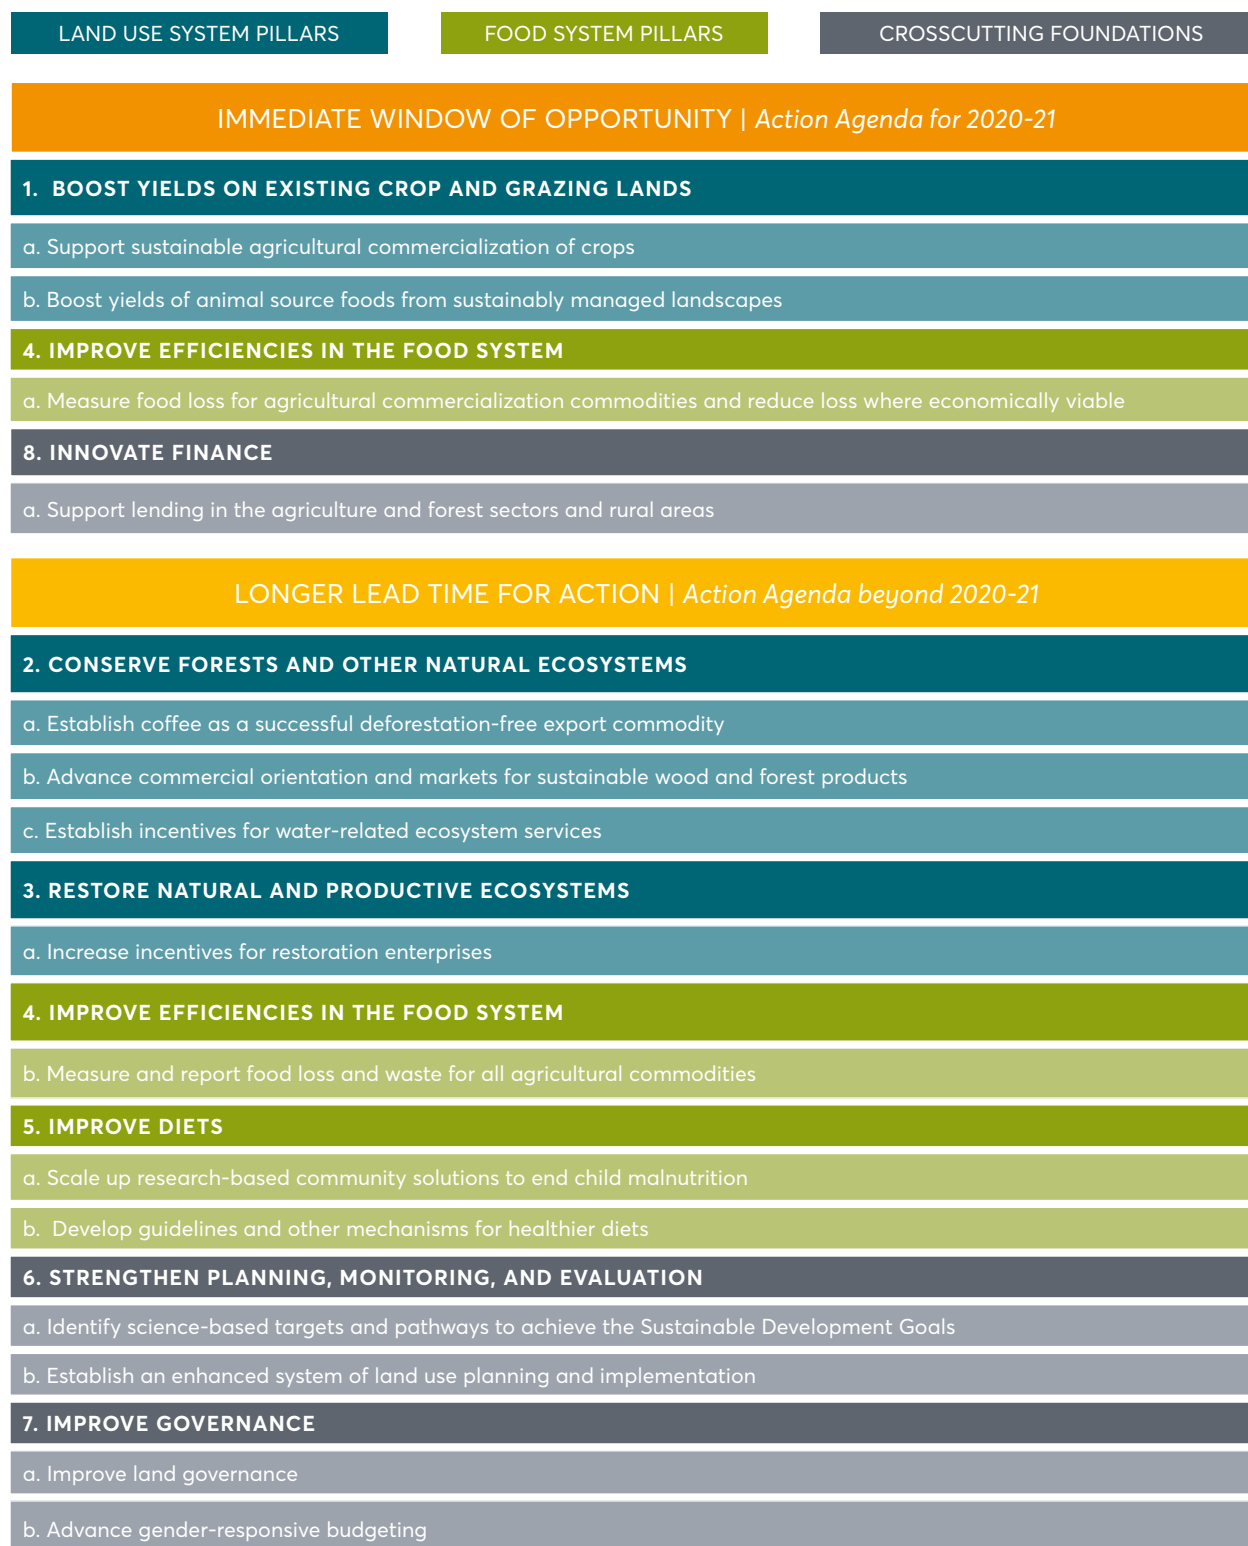 LAND USE SYSTEM PILLARS
FOOD SYSTEM PILLARS
CROSSCUTTING FOUNDATIONS
IMMEDIATE WINDOW OF OPPORTUNITY | Action Agenda for 2020-21
1. BOOST YIELDS ON EXISTING CROP AND GRAZING LANDS
a. Support sustainable agricultural commercialization of crops
b. Boost yields of animal source foods from sustainably managed landscapes
4. IMPROVE EFFICIENCIES IN THE FOOD SYSTEM
a. Measure food loss for agricultural commercialization commodities and reduce loss where economically viable
8. INNOVATE FINANCE
a. Support lending in the agriculture and forest sectors and rural areas
LONGER LEAD TIME FOR ACTION | Action Agenda beyond 2020-21
2. CONSERVE FORESTS AND OTHER NATURAL ECOSYSTEMS
a. Establish coffee as a successful deforestation-free export commodity
b. Advance commercial orientation and markets for sustainable wood and forest products
c. Establish incentives for water-related ecosystem services
3. RESTORE NATURAL AND PRODUCTIVE ECOSYSTEMS
a. Increase incentives for restoration enterprises
4. IMPROVE EFFICIENCIES IN THE FOOD SYSTEM
b. Measure and report food loss and waste for all agricultural commodities
5. IMPROVE DIETS
a. Scale up research-based community solutions to end child malnutrition
b. Develop guidelines and other mechanisms for healthier diets
6. STRENGTHEN PLANNING, MONITORING, AND EVALUATION
a. Identify science-based targets and pathways to achieve the Sustainable Development Goals
b. Establish an enhanced system of land use planning and implementation
7. IMPROVE GOVERNANCE
a. Improve land governance
b. Advance gender-responsive budgeting